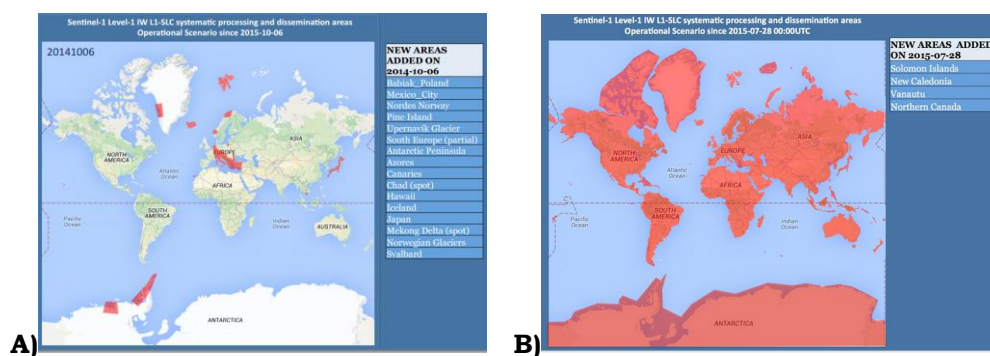 Sentinel-1 Level-1 IW L1-SLC systematic processing and dissemination areas
Operational Scenario since 2015-10-06
20141006
NEW AREAS
ADDED ON
2014-10-06
Babiak_Poland
Mexico_City
Nordes Norway
Pine Island
Upernavik Glacier
South Europe (partial)
Antarctic Peninsula
Azores
Canaries
Chad (spot)
Hawaii
Iceland
Japan
Mekong Delta (spot)
Norwegian Glaciers
Svalbard
NORTH
AMERICA
EUROPE
ASIA
Atlantic
Ocean
AFRICA
SOUTH
AMERICA
Pacific
Ocean
Indian
Ocean
AUSTRALIA
ANTARCTICA
A)
Sentinel-1 Level-1 IW L1-SLC systematic processing and dissemination areas
Operational Scenario since 2015-07-28 00:00UTC
NEW AREAS ADDED
ON 2015-07-28
Solomon Islands
New Caledonia
Vanautu
Northern Canada
NORTH
AMERICA
EUROPE
ASIA
Atlantic
Ocean
AFRICA
SOUTH
AMERICA
Pacific
Ocean
Indian
Ocean
ANTARCTICA
B)